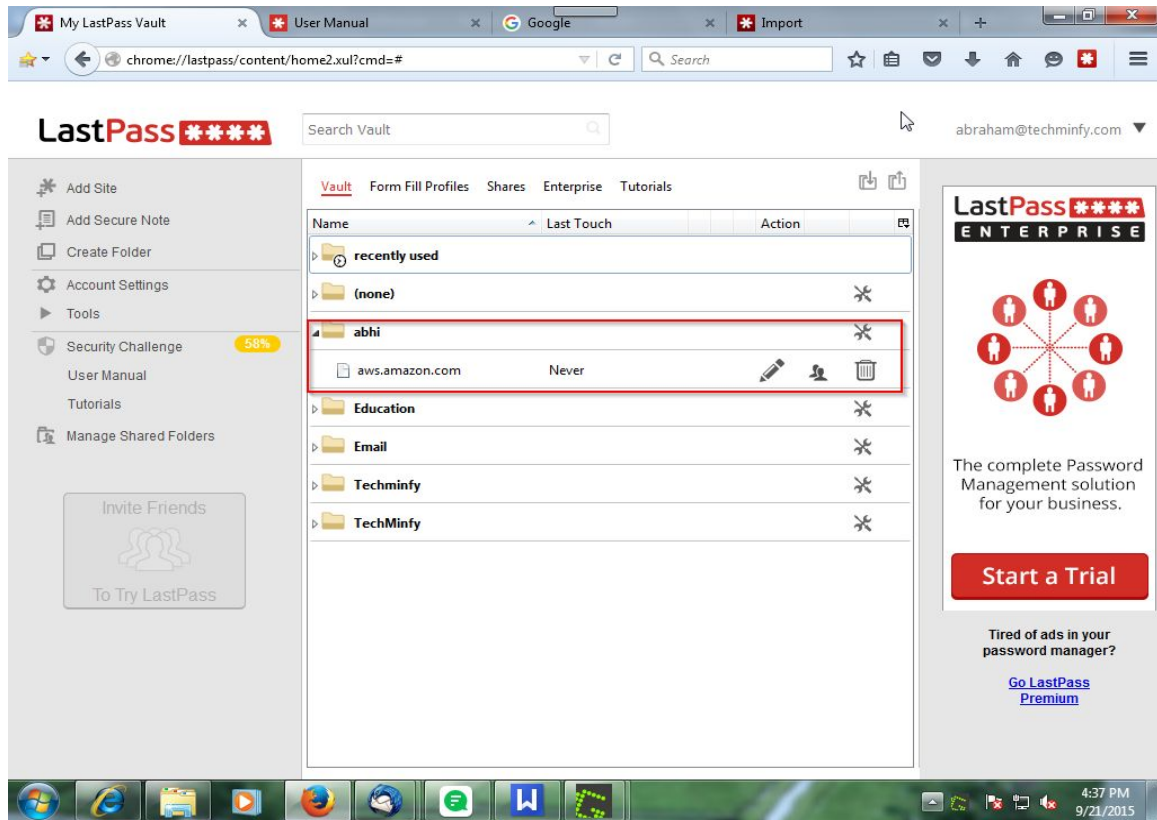 My LastPass Vault
User Manual
Google
Import
chrome://lastpass/content/home2.xul?cmd=#
Search
LastPass ****
Search Vault
abraham@techminfy.com
Add Site
Add Secure Note
Create Folder
Account Settings
Tools
Security Challenge 58%
User Manual
Tutorials
Manage Shared Folders
Invite Friends
To Try LastPass
Vault Form Fill Profiles Shares Enterprise Tutorials
Name Last Touch Action
recently used
(none)
abhi
aws.amazon.com Never
Education
Email
Techminfy
TechMinfy
LastPass ****
ENTERPRISE
The complete Password
Management solution
for your business.
Start a Trial
Tired of ads in your
password manager?
Go LastPass
Premium
4:37 PM
9/21/2015